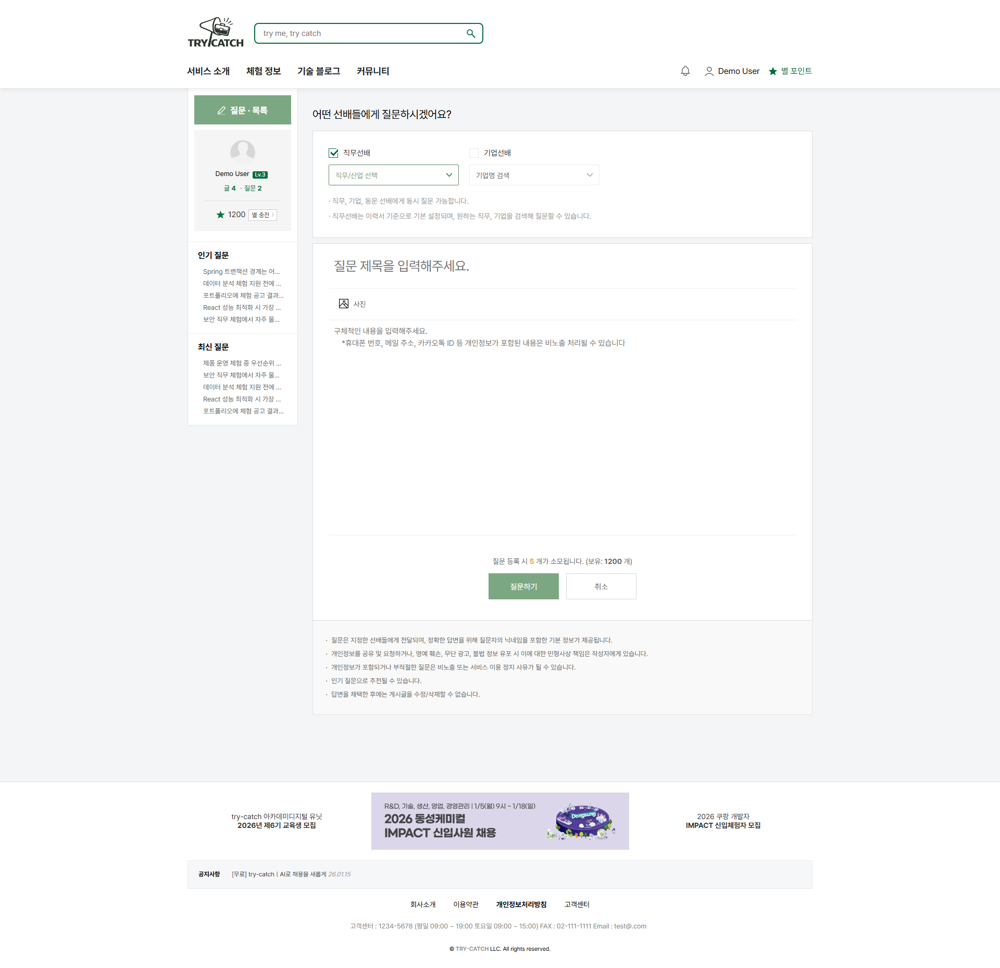 TRY CATCH
try me, try catch
서비스 소개
체험 정보
기술 블로그
커뮤니티
Demo User
별 포인트
질문 · 목록
Demo User Lv.3
글 4 · 질문 2
1200 별 충전
인기 질문
Spring 트랜잭션 경계는 어...
데이터 분석 체험 지원 전에 ...
포트폴리오에 체험 공고 결과...
React 성능 최적화 시 가장 ...
보안 직무 체험에서 자주 물...
최신 질문
제품 운영 체험 중 우선순위 ...
보안 직무 체험에서 자주 물...
데이터 분석 체험 지원 전에 ...
React 성능 최적화 시 가장 ...
포트폴리오에 체험 공고 결과...
어떤 선배들에게 질문하시겠어요?
직무선배
기업선배
직무/산업 선택
기업명 검색
· 직무, 기업, 동문 선배에게 동시 질문 가능합니다.
· 직무선배는 이력서 기준으로 기본 설정되며, 원하는 직무, 기업을 검색해 질문할 수 있습니다.
질문 제목을 입력해주세요.
사진
구체적인 내용을 입력해주세요.
*휴대폰 번호, 메일 주소, 카카오톡 ID 등 개인정보가 포함된 내용은 비노출 처리될 수 있습니다
질문 등록 시 5 개가 소모됩니다. (보유: 1200 개)
질문하기
취소
· 질문은 지정한 선배들에게 전달되며, 정확한 답변을 위해 질문자의 닉네임을 포함한 기본 정보가 제공됩니다.
· 개인정보를 공유 및 요청하거나, 명예 훼손, 무단 광고, 불법 정보 유포 시 이에 대한 민형사상 책임은 작성자에게 있습니다.
· 개인정보가 포함되거나 부적절한 질문은 비노출 또는 서비스 이용 정지 사유가 될 수 있습니다.
· 인기 질문으로 추천될 수 있습니다.
· 답변을 채택한 후에는 게시글을 수정/삭제할 수 없습니다.
try-catch 아카데미디지털 유닛
2026년 제6기 교육생 모집
R&D, 기술, 생산, 영업, 경영관리 | 1/5(월) 9시 ~ 1/18(일)
2026 동성케미컬
IMPACT 신입사원 채용
Dongsung
2026 쿠팡 개발자
IMPACT 신입체험자 모집
공지사항
[무료] try-catch | AI로 채용을 새롭게 26.01.15
회사소개
이용약관
개인정보처리방침
고객센터
고객센터 : 1234-5678 (평일 09:00 ~ 19:00 토요일 09:00 ~ 15:00) FAX : 02-111-1111 Email : test@.com
© TRY-CATCH LLC. All rights reserved.